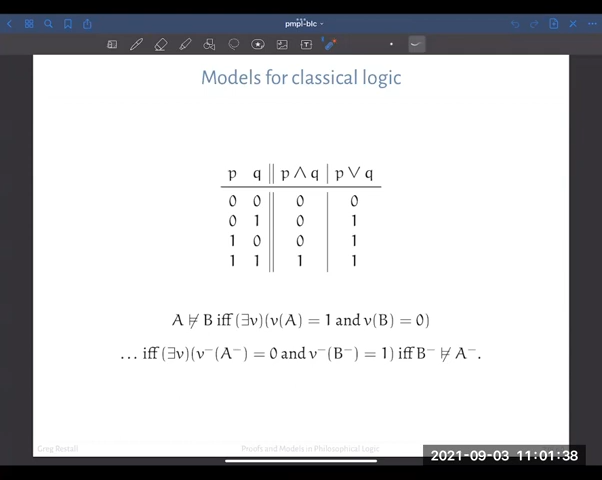 pmpl-blc
Models for classical logic
p q p ∧ q p ∨ q
0 0 0 0
0 1 0 1
1 0 0 1
1 1 1 1
A ⊭ B iff (∃v)(v(A) = 1 and v(B) = 0)
… iff (∃v)(v⁻(A⁻) = 0 and v⁻(B⁻) = 1) iff B⁻ ⊭ A⁻.
Greg Restall Proofs and Models in Philosophical Logic
2021-09-03 11:01:38